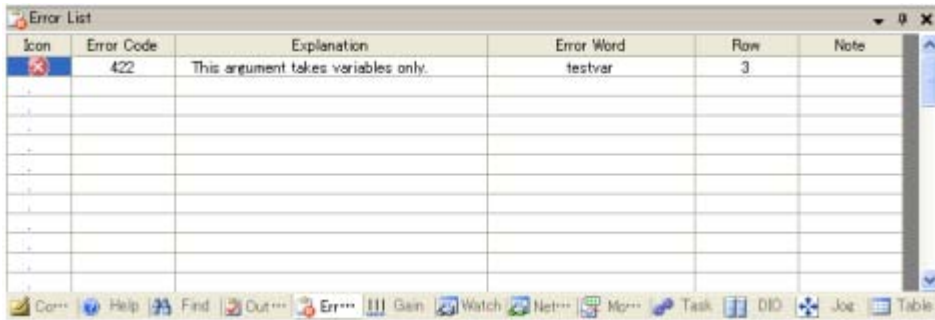 Error List
Icon Error Code Explanation Error Word Row Note
422 This argument takes variables only. testvar 3
Co... Help Find Out... Err... Gain Watch Net... Mo... Task DIO Jog Table